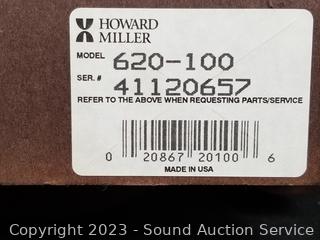 HOWARD
MILLER
MODEL 620-100
SER. # 41120657
REFER TO THE ABOVE WHEN REQUESTING PARTS/SERVICE
0 20867 20100 6
MADE IN USA
Copyright 2023 - Sound Auction Service